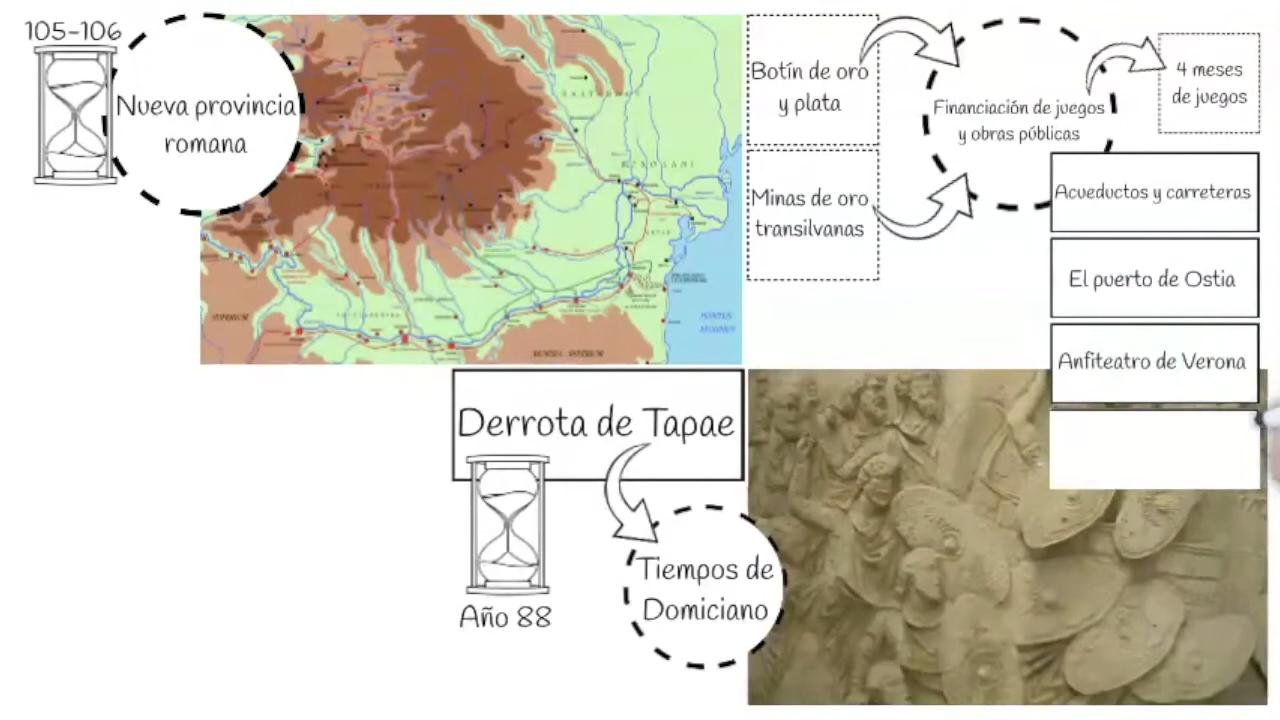 105-106
Nueva provincia
romana
Botín de oro
y plata
Minas de oro
transilvanas
Financiación de juegos
y obras públicas
4 meses
de juegos
Acueductos y carreteras
El puerto de Ostia
Anfiteatro de Verona
Derrota de Tapae
Año 88
Tiempos de
Domiciano